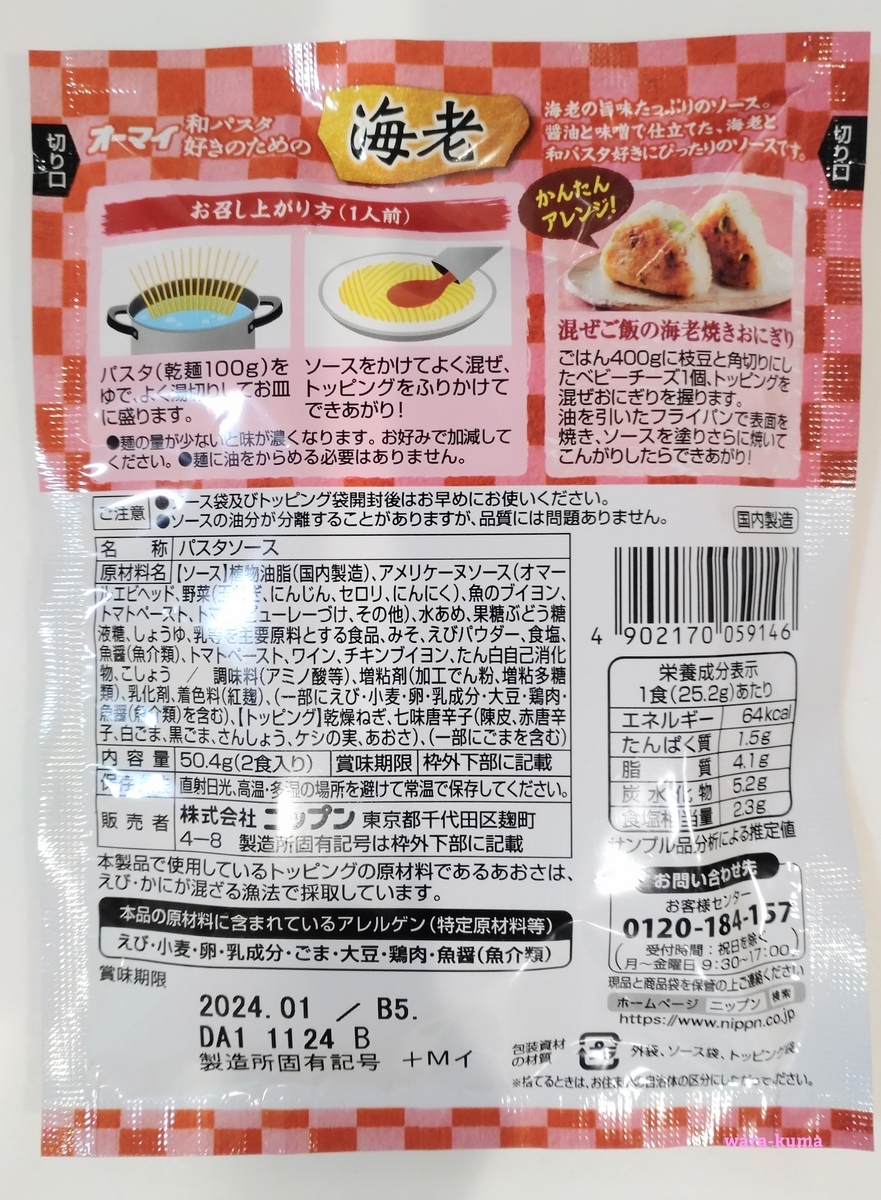 切り口
オーマイ 和パスタ
好きのための
海老
海老の旨味たっぷりのソース。
醤油と味噌で仕立てた、海老と
和パスタ好きにぴったりのソースです。
切り口
お召し上がり方(1人前)
パスタ(乾麺100g)を
ゆで、よく湯切りしてお皿
に盛ります。
ソースをかけてよく混ぜ、
トッピングをふりかけて
できあがり!
●麺の量が少ないと味が濃くなります。お好みで加減して
ください。●麺に油をからめる必要はありません。
かんたん
アレンジ!
混ぜご飯の海老焼きおにぎり
ごはん400gに枝豆と角切りにし
たベビーチーズ1個、トッピングを
混ぜおにぎりを握ります。
油を引いたフライパンで表面を
焼き、ソースを塗りさらに焼いて
こんがりしたらできあがり!
ご注意
●ソース袋及びトッピング袋開封後はお早めにお使いください。
●ソースの油分が分離することがありますが、品質には問題ありません。
国内製造
名称 パスタソース
原材料名 【ソース】植物油脂(国内製造)、アメリケーヌソース(オマー
ルエビヘッド、野菜(玉ねぎ、にんじん、セロリ、にんにく)、魚のブイヨン、
トマトペースト、トマトピューレーづけ、その他)、水あめ、果糖ぶどう糖
液糖、しょうゆ、乳等を主要原料とする食品、みそ、えびパウダー、食塩、
魚醤(魚介類)、トマトペースト、ワイン、チキンブイヨン、たん白自己消化
物、こしょう / 調味料(アミノ酸等)、増粘剤(加工でん粉、増粘多糖
類)、乳化剤、着色料(紅麹)、(一部にえび・小麦・卵・乳成分・大豆・鶏肉・
魚醤(魚介類)を含む)、【トッピング】乾燥ねぎ、七味唐辛子(陳皮、赤唐辛
子、白ごま、黒ごま、さんしょう、ケシの実、あおさ)、(一部にごまを含む)
内容量 50.4g(2食入り) 賞味期限 枠外下部に記載
保存方法 直射日光、高温・多湿の場所を避けて常温で保存してください。
販売者 株式会社ニップン 東京都千代田区麹町
4-8 製造所固有記号は枠外下部に記載
本製品で使用しているトッピングの原材料であるあおさは、
えび・かにが混ざる漁法で採取しています。
本品の原材料に含まれているアレルゲン(特定原材料等)
えび・小麦・卵・乳成分・ごま・大豆・鶏肉・魚醤(魚介類)
賞味期限
2024.01 / B5.
DA1 1124 B
製造所固有記号 +Mイ
4 902170 059146
栄養成分表示
1食(25.2g)あたり
エネルギー 64kcal
たんぱく質 1.5g
脂質 4.1g
炭水化物 5.2g
食塩相当量 2.3g
サンプル品分析による推定値
お問い合わせ先
お客様センター
0120-184-157
受付時間:祝日を除く
月〜金曜日 9:30-17:00
現品と商品袋を保管の上ご連絡ください
ホームページ ニップン 検索
https://www.nippn.co.jp
包装資材
の材質
プラ
外袋、ソース袋、トッピング袋
※捨てるときは、お住まいの自治体の区分にしたがってください。
wara-kuma